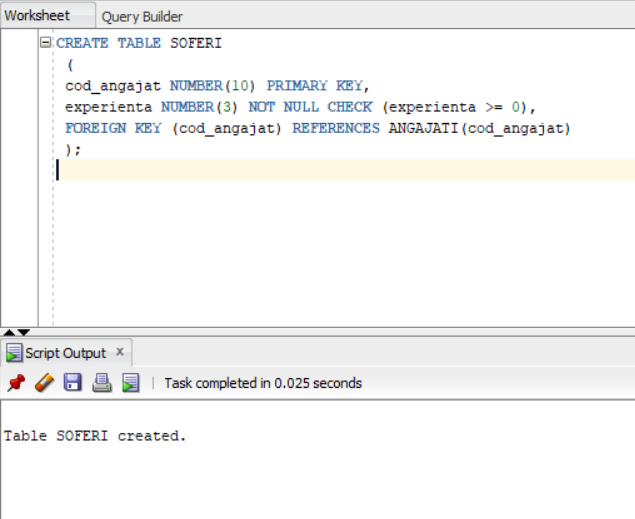 Worksheet Query Builder
CREATE TABLE SOFERI
(
cod_angajat NUMBER(10) PRIMARY KEY,
experienta NUMBER(3) NOT NULL CHECK (experienta >= 0),
FOREIGN KEY (cod_angajat) REFERENCES ANGAJATI(cod_angajat)
);
Script Output x
Task completed in 0.025 seconds
Table SOFERI created.